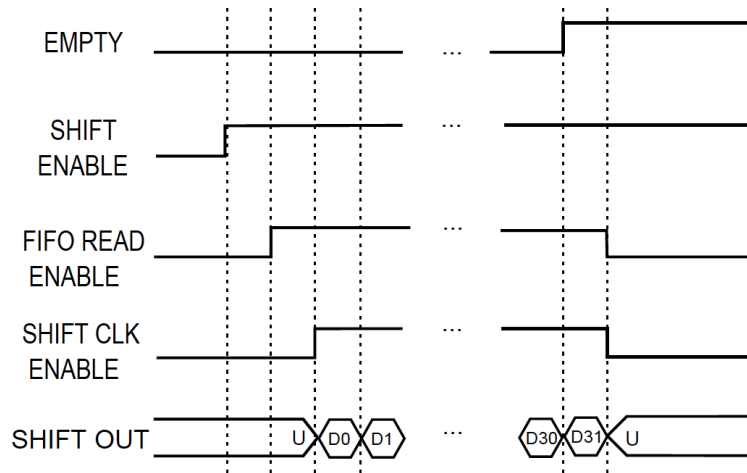 EMPTY
...
SHIFT
ENABLE
...
FIFO READ
ENABLE
...
SHIFT CLK
ENABLE
...
SHIFT OUT
U
D0
D1
...
D30
D31
U